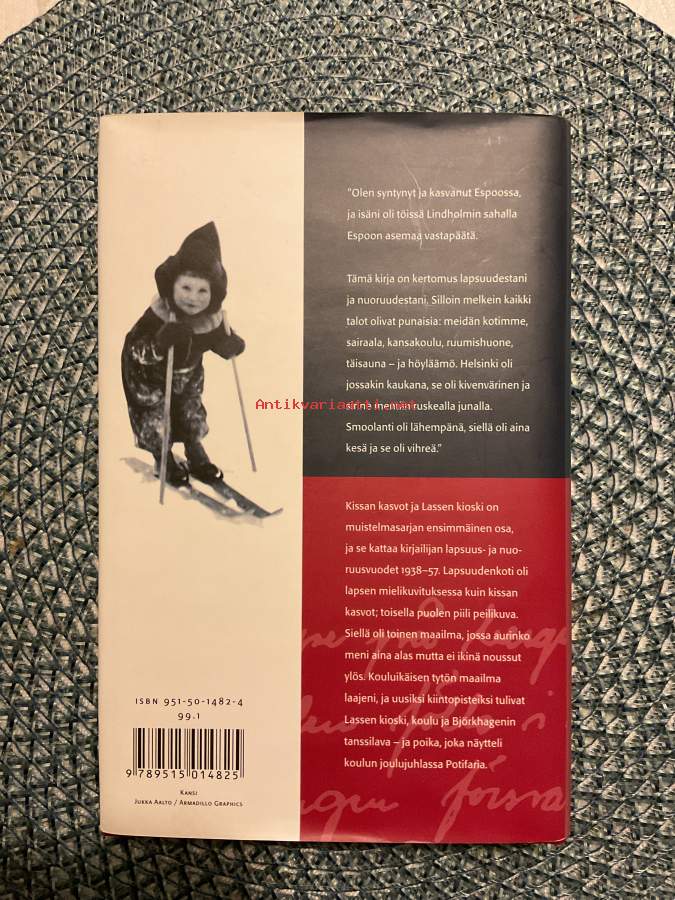 "Olen syntynyt ja kasvanut Espoossa,
ja isäni oli töissä Lindholmin sahalla
Espoon asemaa vastapäätä.
Tämä kirja on kertomus lapsuudestani
ja nuoruudestani. Silloin melkein kaikki
talot olivat punaisia: meidän kotimme,
sairaala, kansakoulu, ruumishuone,
täisauna – ja höyläämö. Helsinki oli
jossakin kaukana, se oli kivenvärinen ja
sinne mentiin ruskealla junalla.
Smoolanti oli lähempänä, siellä oli aina
kesä ja se oli vihreä."
Antikvariaatti.net
Kissan kasvot ja Lassen kioski on
muistelmasarjan ensimmäinen osa,
ja se kattaa kirjailijan lapsuus- ja nuo-
ruusvuodet 1938–57. Lapsuudenkoti oli
lapsen mielikuvituksessa kuin kissan
kasvot; toisella puolen piili peilikuva.
Siellä oli toinen maailma, jossa aurinko
meni aina alas mutta ei ikinä noussut
ylös. Kouluikäisen tytön maailma
laajeni, ja uusiksi kiintopisteiksi tulivat
Lassen kioski, koulu ja Björkhagenin
tanssilava – ja poika, joka näytteli
koulun joulujuhlassa Potifaria.
ISBN 951-50-1482-4
99.1
9 789515 014825
Kansi
Jukka Aalto / Armadillo Graphics